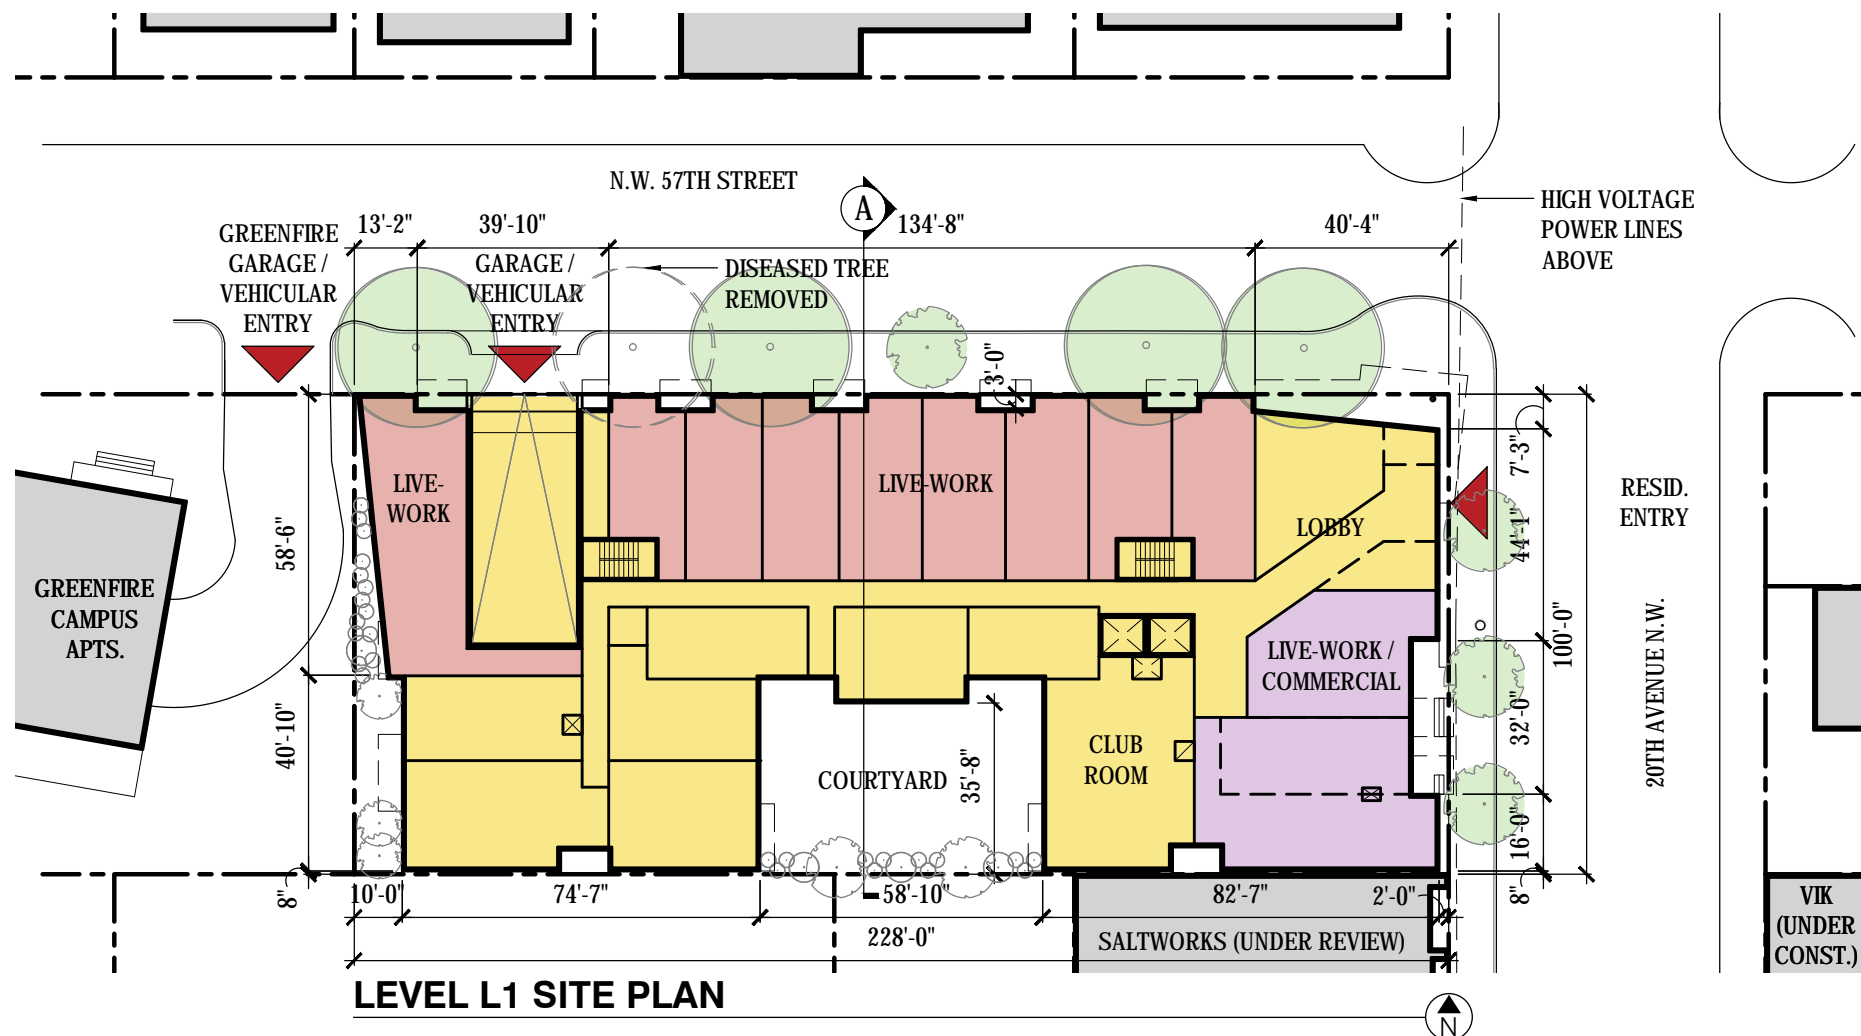 N.W. 57TH STREET
A
HIGH VOLTAGE
POWER LINES
ABOVE
13'-2"
39'-10"
134'-8"
40'-4"
GREENFIRE
GARAGE /
VEHICULAR
ENTRY
GARAGE /
VEHICULAR
ENTRY
DISEASED TREE
REMOVED
3'-0"
LIVE-
WORK
LIVE-WORK
LOBBY
7'-3"
44'-1"
RESID.
ENTRY
58'-6"
GREENFIRE
CAMPUS
APTS.
100'-0"
20TH AVENUE N.W.
LIVE-WORK /
COMMERCIAL
32'-0"
40'-10"
COURTYARD
35'-8"
CLUB
ROOM
16'-0"
8"
10'-0"
74'-7"
58'-10"
82'-7"
2'-0"
8"
228'-0"
SALTWORKS (UNDER REVIEW)
VIK
(UNDER
CONST.)
LEVEL L1 SITE PLAN
N